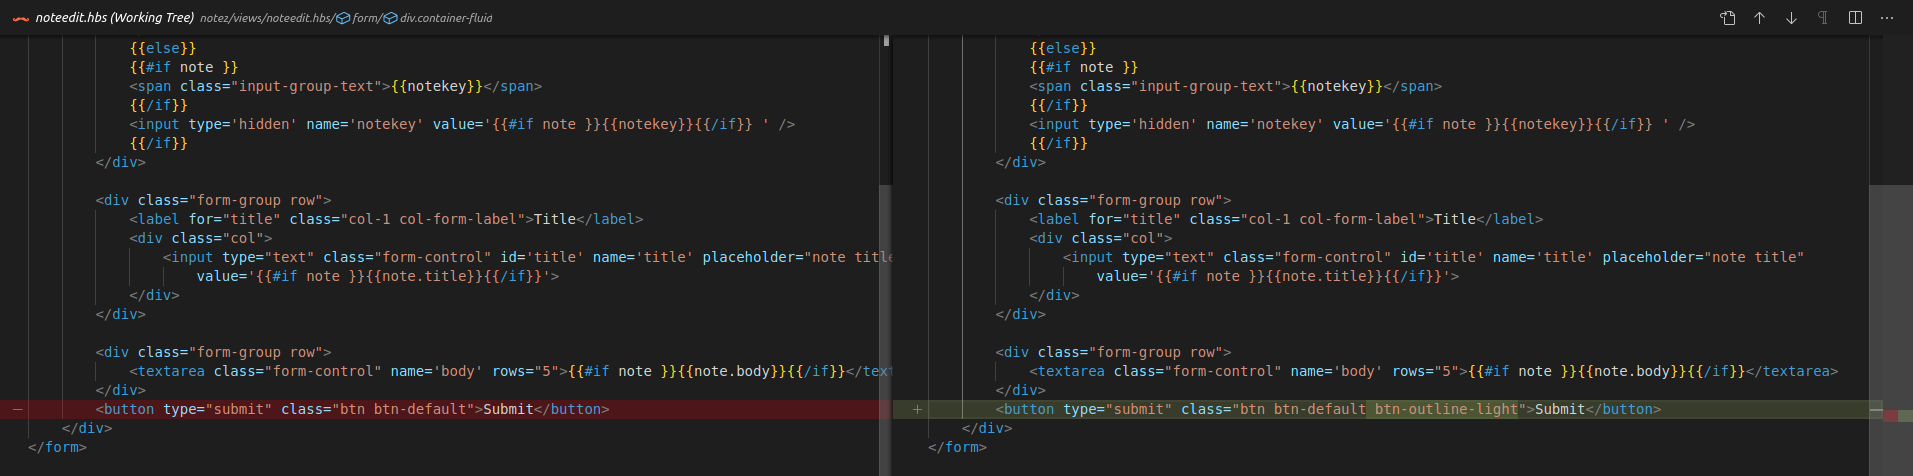 noteedit.hbs (Working Tree) notez/views/noteedit.hbs/form/div.container-fluid
{{else}}
{{#if note }}
<span class="input-group-text">{{notekey}}</span>
{{/if}}
<input type='hidden' name='notekey' value='{{#if note }}{{notekey}}{{/if}} ' />
{{/if}}
</div>
<div class="form-group row">
<label for="title" class="col-1 col-form-label">Title</label>
<div class="col">
<input type="text" class="form-control" id='title' name='title' placeholder="note title
value='{{#if note }}{{note.title}}{{/if}}'>
</div>
</div>
<div class="form-group row">
<textarea class="form-control" name='body' rows="5">{{#if note }}{{note.body}}{{/if}}</text
</div>
− <button type="submit" class="btn btn-default">Submit</button>
</div>
</form>
{{else}}
{{#if note }}
<span class="input-group-text">{{notekey}}</span>
{{/if}}
<input type='hidden' name='notekey' value='{{#if note }}{{notekey}}{{/if}} ' />
{{/if}}
</div>
<div class="form-group row">
<label for="title" class="col-1 col-form-label">Title</label>
<div class="col">
<input type="text" class="form-control" id='title' name='title' placeholder="note title"
value='{{#if note }}{{note.title}}{{/if}}'>
</div>
</div>
<div class="form-group row">
<textarea class="form-control" name='body' rows="5">{{#if note }}{{note.body}}{{/if}}</textarea>
</div>
+ <button type="submit" class="btn btn-default btn-outline-light">Submit</button>
</div>
</form>